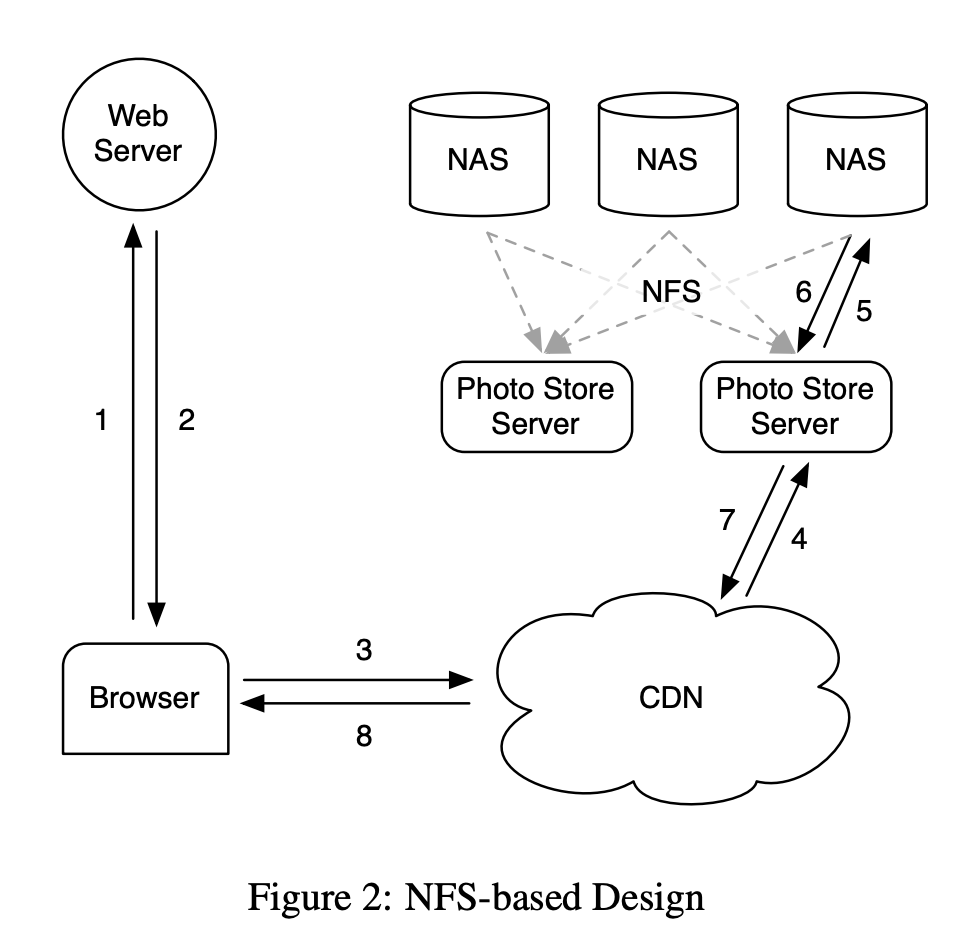 Web
Server
NAS
NAS
NAS
NFS
6
5
Photo Store
Server
Photo Store
Server
1
2
7
4
3
Browser
CDN
8
Figure 2: NFS-based Design